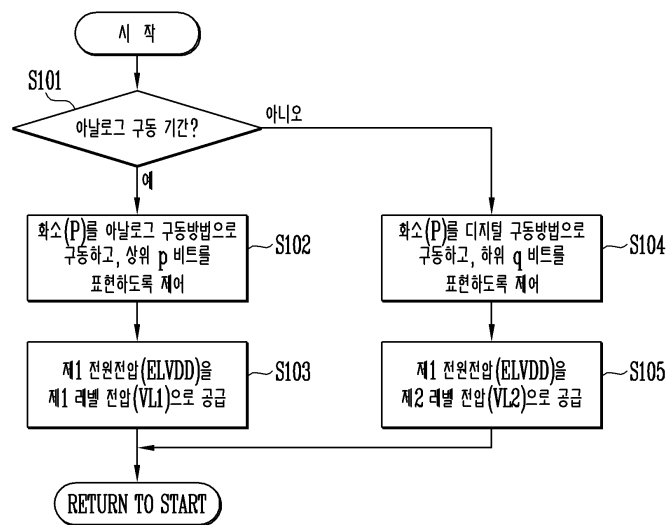 시 작
S101
아날로그 구동 기간?
아니오
예
화소(P)를 아날로그 구동방법으로
구동하고, 상위 p 비트를
표현하도록 제어
S102
화소(P)를 디지털 구동방법으로
구동하고, 하위 q 비트를
표현하도록 제어
S104
제1 전원전압(ELVDD)을
제1 레벨 전압(VL1)으로 공급
S103
제1 전원전압(ELVDD)을
제2 레벨 전압(VL2)으로 공급
S105
RETURN TO START